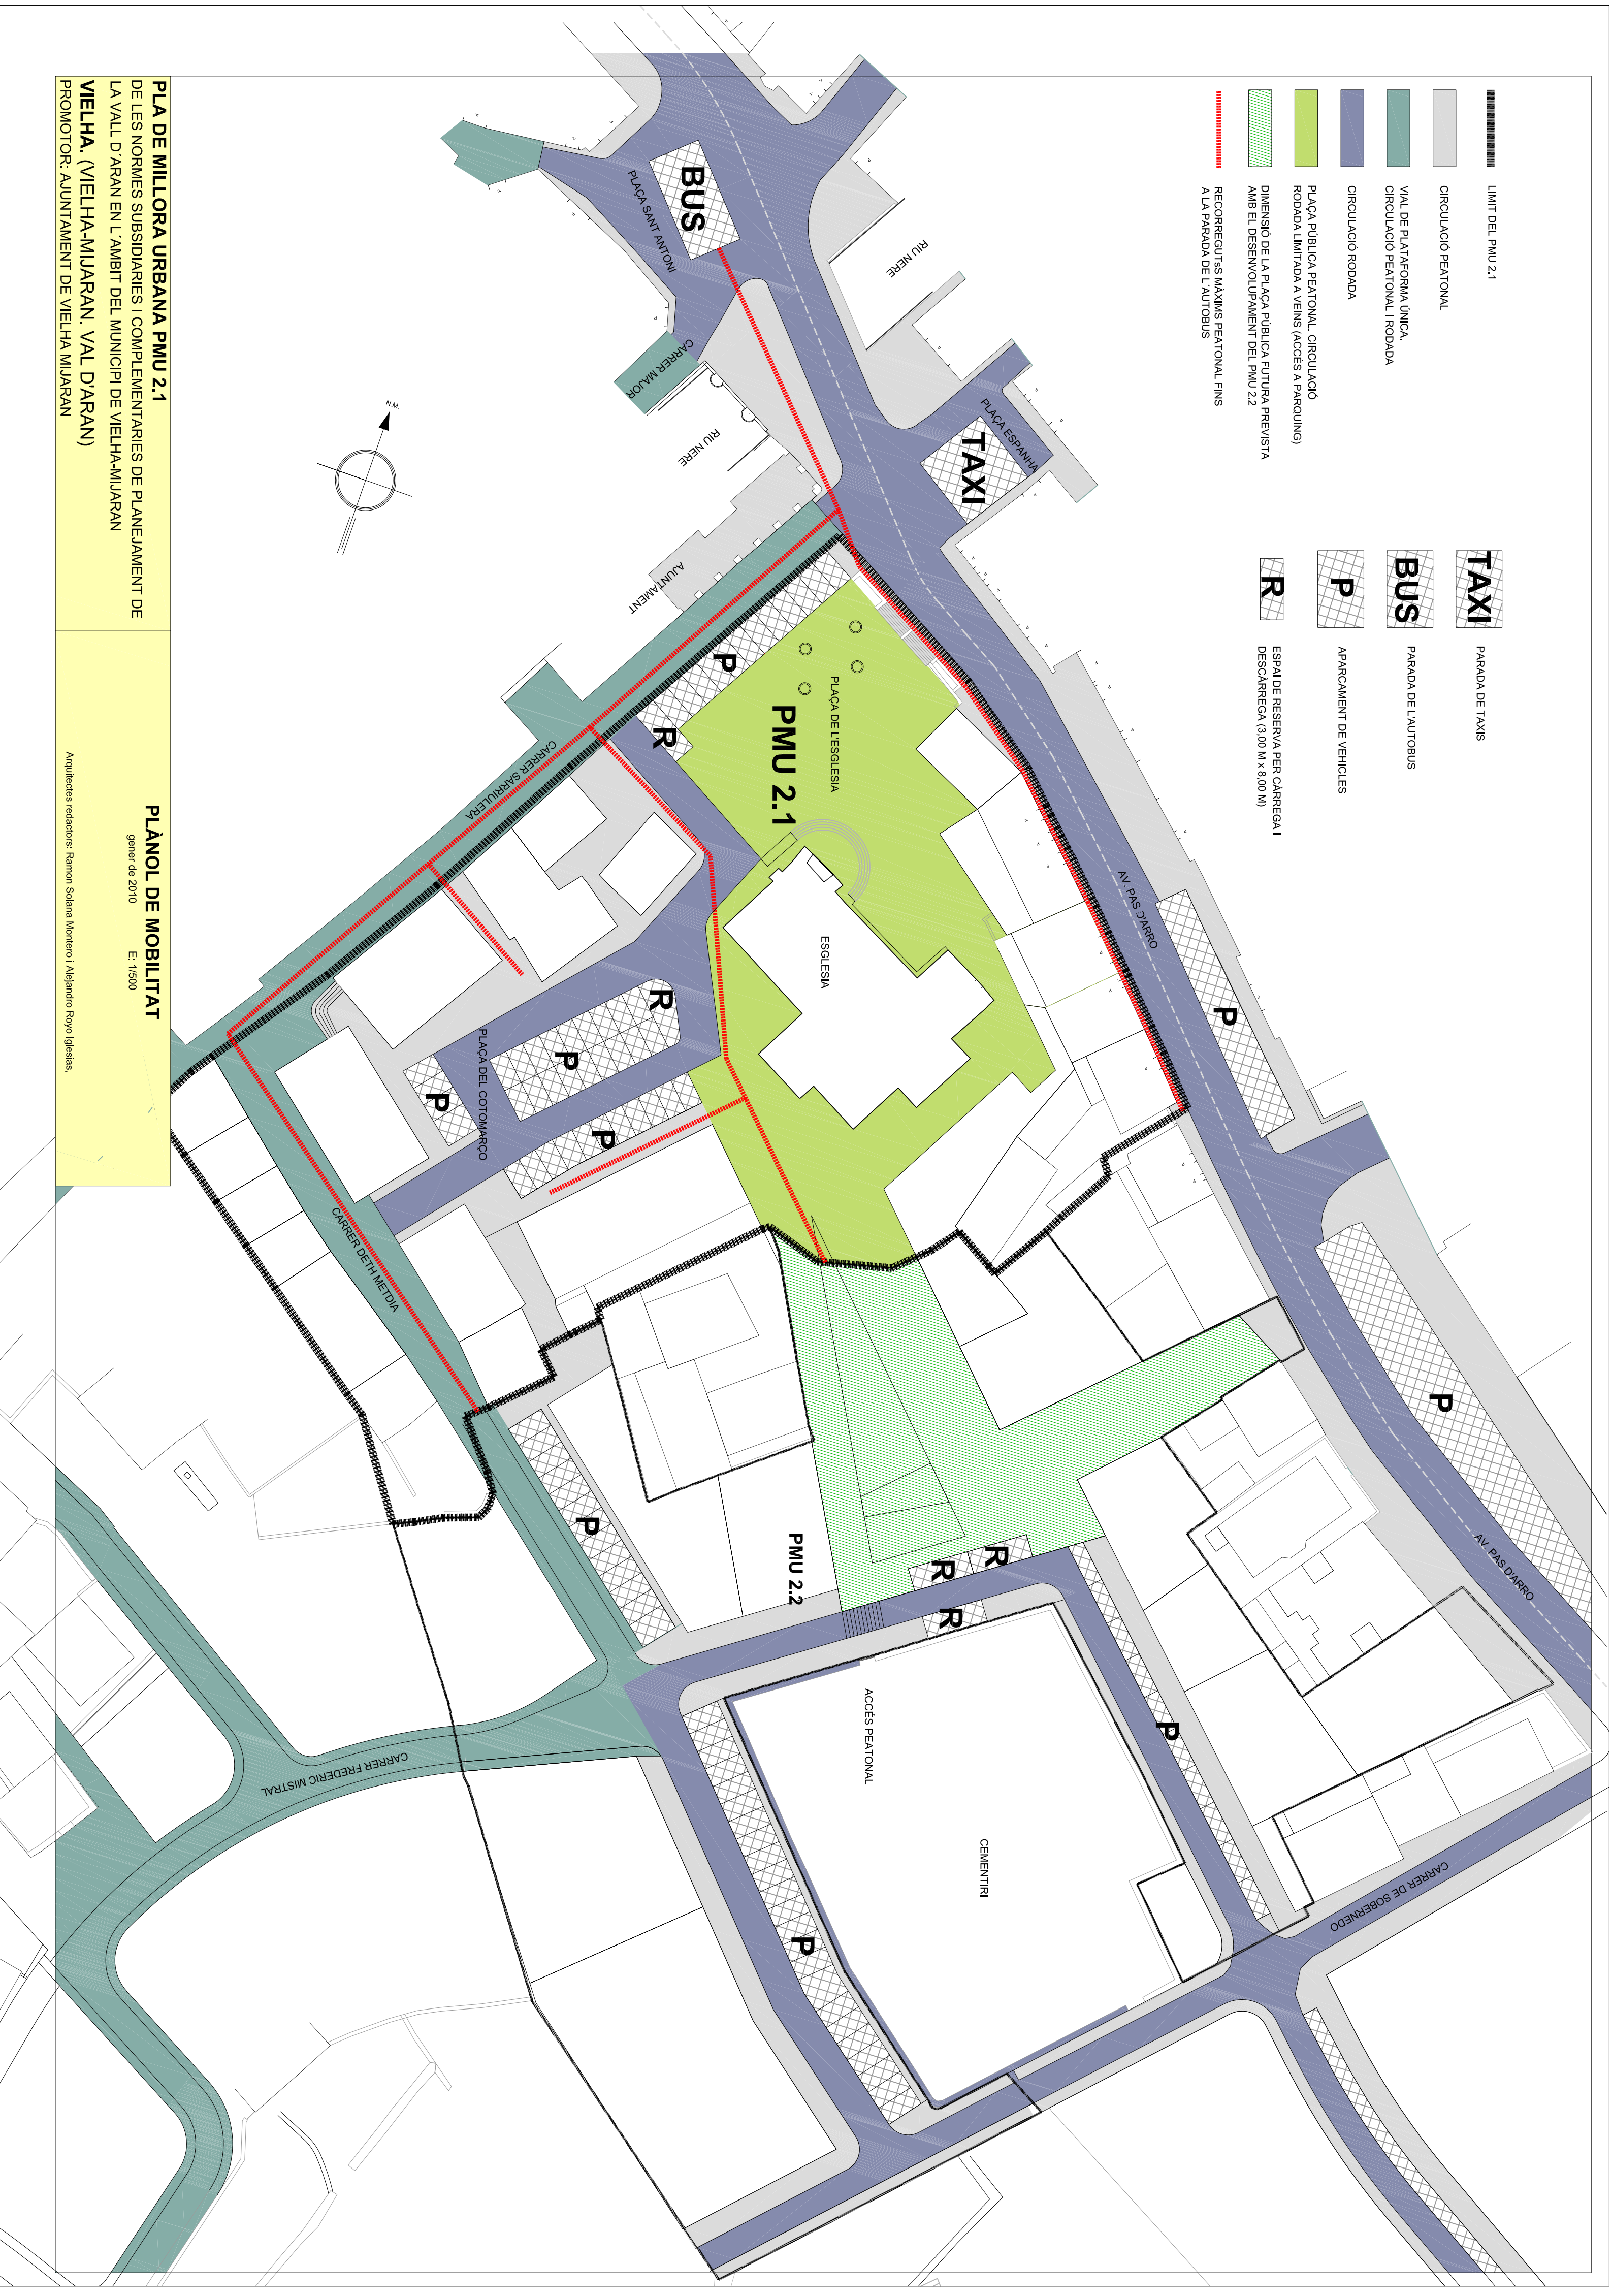 LIMIT DEL PMU 2.1
CIRCULACIÓ PEATONAL
VIAL DE PLATAFORMA ÚNICA.
CIRCULACIÓ PEATONAL I RODADA
CIRCULACIÓ RODADA
PLAÇA PÚBLICA PEATONAL. CIRCULACIÓ
RODADA LIMITADA A VEINS (ACCÉS A PARQUING)
DIMENSIÓ DE LA PLAÇA PÚBLICA FUTURA PREVISTA
AMB EL DESENVOLUPAMENT DEL PMU 2.2
RECORREGUTsS MÀXIMS PEATONAL FINS
A LA PARADA DE L'AUTOBUS
TAXI
PARADA DE TAXIS
BUS
PARADA DE L'AUTOBUS
P
APARCAMENT DE VEHICLES
R
ESPAI DE RESERVA PER CÀRREGA I
DESCÀRREGA (3,00 M x 8,00 M)
BUS
PLAÇA SANT ANTONI
RIU NERE
CARRER MAJOR
RIU NERE
PLAÇA ESPANHA
TAXI
N.M.
AJUNTAMENT
P
R
PLAÇA DE L'ESGLESIA
PMU 2.1
CARRER SARRIULERA
ESGLESIA
AV. PAS D'ARRO
P
R
P
P
P
PLAÇA DEL COTOMARÇO
CARRER DETH METDIA
P
P
AV. PAS D'ARRO
PMU 2.2
R
R
R
P
ACCÉS PEATONAL
CEMENTIRI
P
CARRER FREDERIC MISTRAL
CARRER DE SOBERNEDO
PLA DE MILLORA URBANA PMU 2.1
DE LES NORMES SUBSIDIARIES I COMPLEMENTARIES DE PLANEJAMENT DE
LA VALL D'ARAN EN L'AMBIT DEL MUNICIPI DE VIELHA-MIJARAN
VIELHA. (VIELHA-MIJARAN. VAL D'ARAN)
PROMOTOR: AJUNTAMENT DE VIELHA MIJARAN
PLÀNOL DE MOBILITAT
gener de 2010 E: 1/500
Arquitectes redactors: Ramon Solana Montero i Alejandro Royo Iglesias,